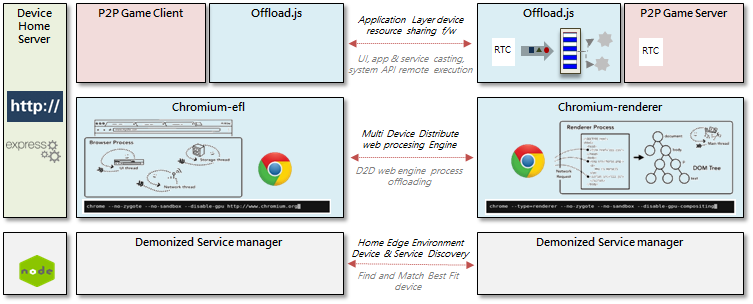 Device
Home
Server
http://
express
node
P2P Game Client
Offload.js
Application Layer device
resource sharing f/w
UI, app & service casting,
system API remote execution
Offload.js
RTC
P2P Game Server
RTC
Chromium-efl
Browser Process
UI thread
Storage thread
Network thread
chrome --no-zygote --no-sandbox --disable-gpu http://www.chromium.org
Multi Device Distribute
web procesing Engine
D2D web engine process
offloading
Chromium-renderer
Renderer Process
Network
Request
document
body
Main thread
DOM Tree
text
chrome --type=renderer --no-sandbox --disable-gpu-compositing
Demonized Service manager
Home Edge Environment
Device & Service Discovery
Find and Match Best Fit
device
Demonized Service manager